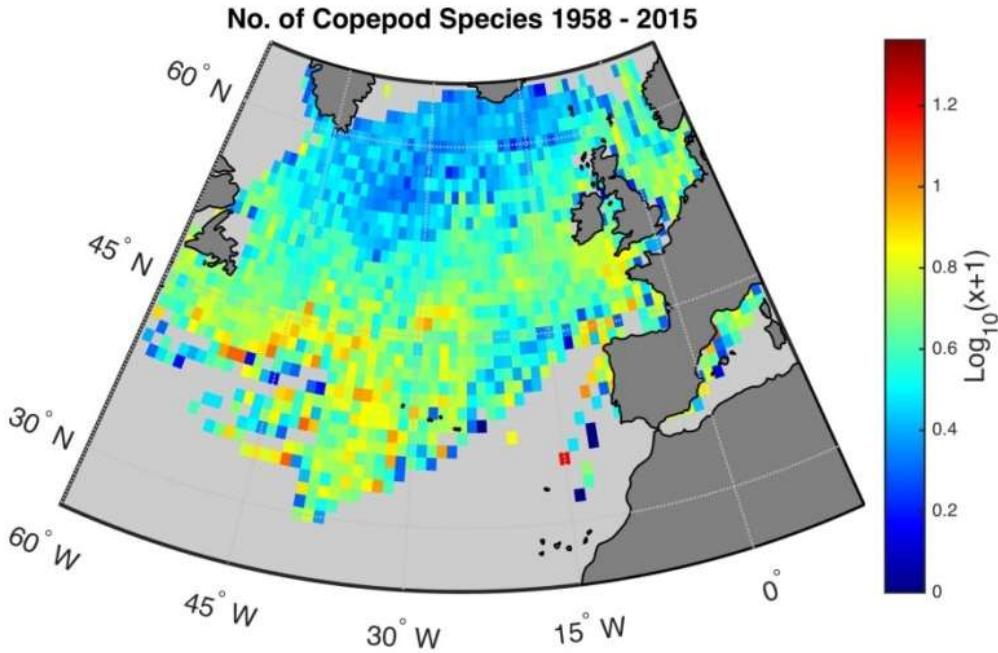 No. of Copepod Species 1958 - 2015
60° N
45° N
30° N
60° W
45° W
30° W
15° W
0°
1.2
1
0.8
0.6
0.4
0.2
0
Log10(x+1)